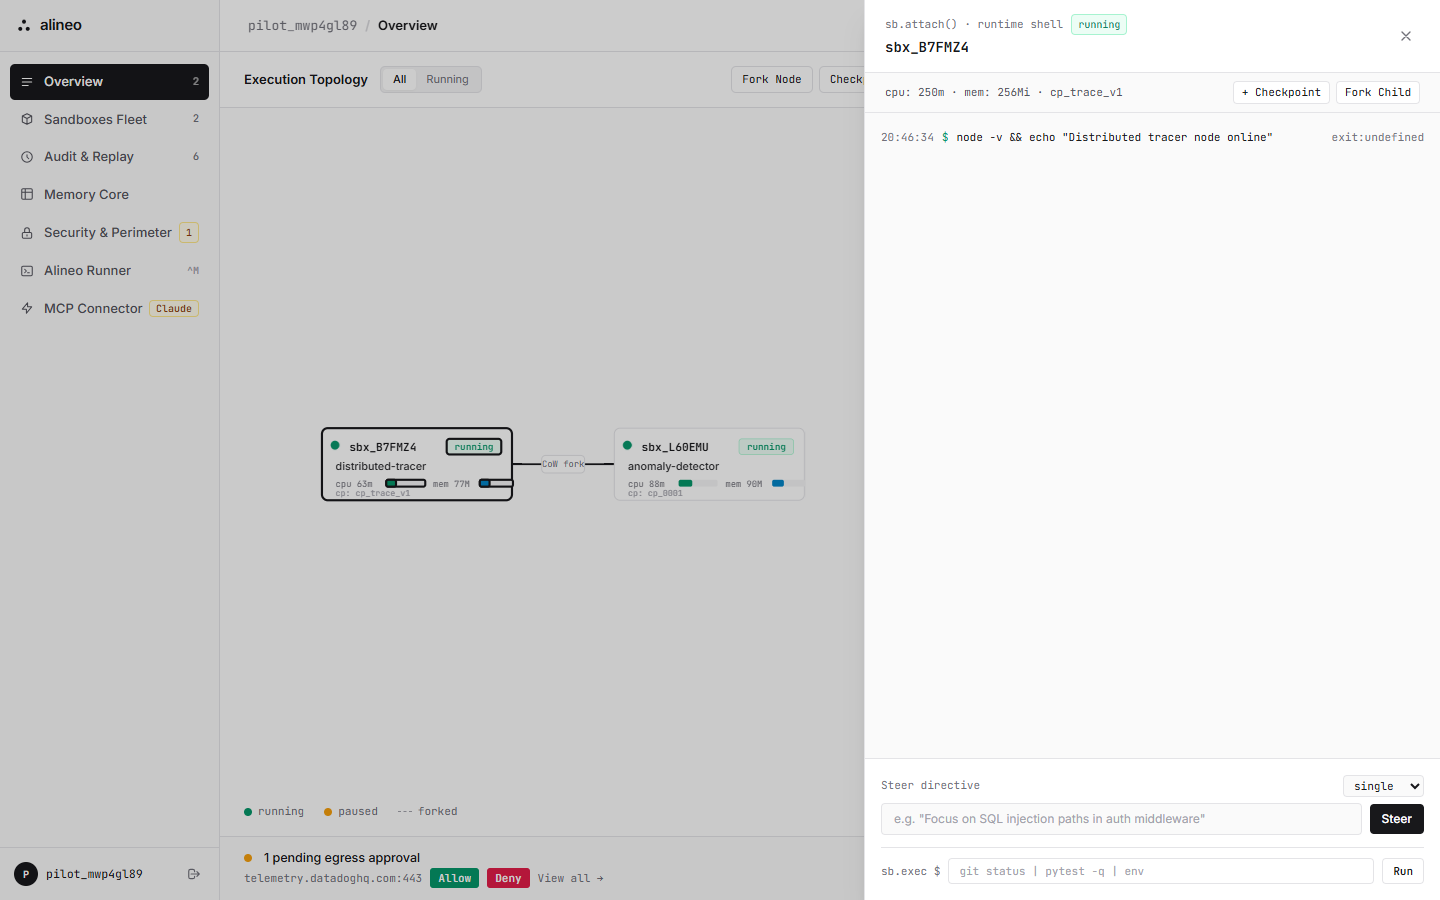 alineo
Overview 2
Sandboxes Fleet 2
Audit & Replay 6
Memory Core
Security & Perimeter 1
Alineo Runner ^M
MCP Connector Claude
P pilot_mwp4gl89
pilot_mwp4gl89 / Overview
Execution Topology All Running Fork Node Check
sbx_B7FMZ4 running
distributed-tracer
cpu 63m mem 77M
cp: cp_trace_v1
CoW fork
sbx_L60EMU running
anomaly-detector
cpu 88m mem 90M
cp: cp_0001
running paused --- forked
1 pending egress approval
telemetry.datadoghq.com:443 Allow Deny View all →
sb.attach() · runtime shell running
sbx_B7FMZ4
cpu: 250m · mem: 256Mi · cp_trace_v1 + Checkpoint Fork Child
20:46:34 $ node -v && echo "Distributed tracer node online" exit:undefined
Steer directive single
e.g. "Focus on SQL injection paths in auth middleware" Steer
sb.exec $ git status | pytest -q | env Run